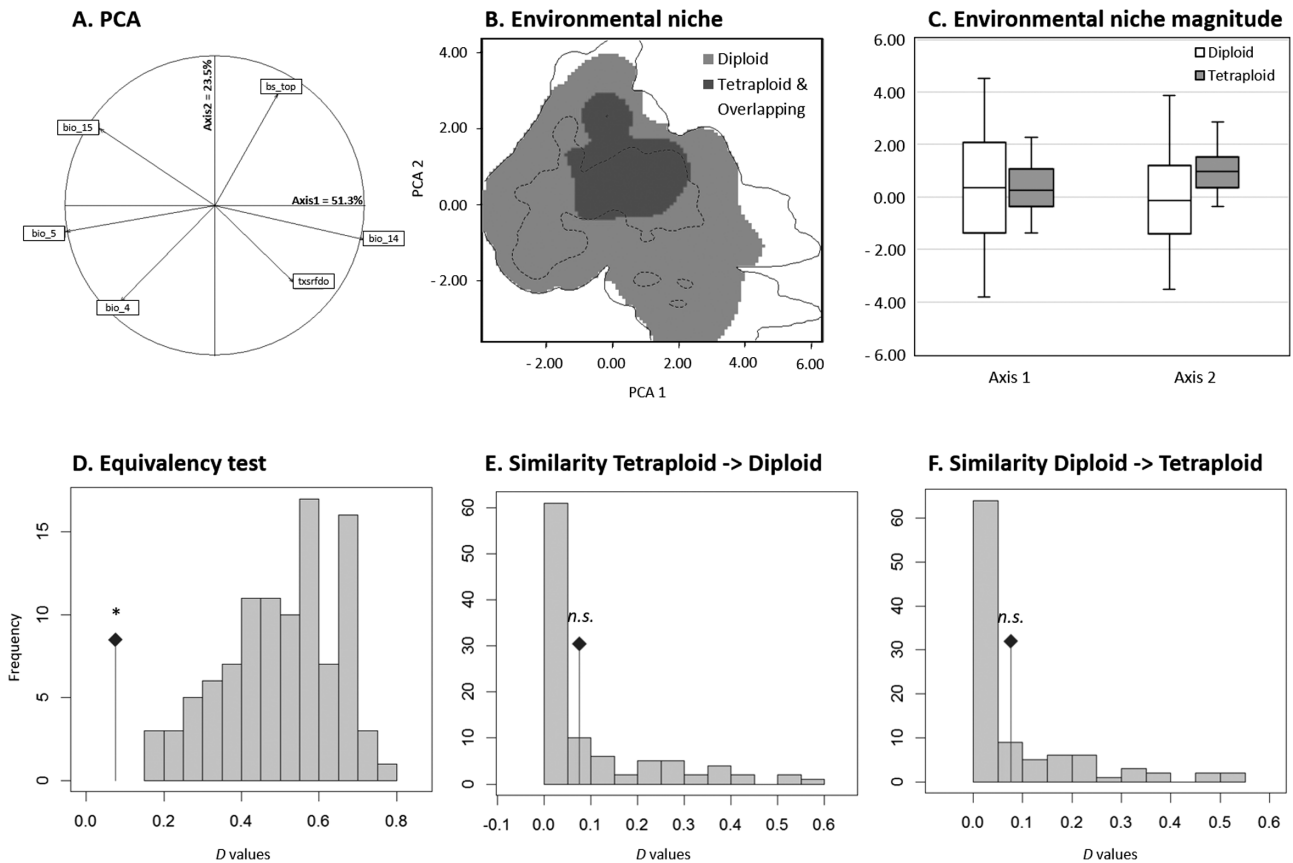 A. PCA
Axis2 = 23.5%
bs_top
bio_15
Axis1 = 51.3%
bio_5
bio_14
txsrfdo
bio_4
B. Environmental niche
4.00
2.00
0.00
- 2.00
PCA 2
Diploid
Tetraploid &
Overlapping
- 2.00 0.00 2.00 4.00 6.00
PCA 1
C. Environmental niche magnitude
6.00
4.00
2.00
0.00
- 2.00
- 4.00
- 6.00
Diploid
Tetraploid
Axis 1 Axis 2
D. Equivalency test
Frequency
15
10
5
0
*
0.0 0.2 0.4 0.6 0.8
D values
E. Similarity Tetraploid -> Diploid
60
50
40
30
20
10
0
n.s.
-0.1 0.0 0.1 0.2 0.3 0.4 0.5 0.6
D values
F. Similarity Diploid -> Tetraploid
60
50
40
30
20
10
0
n.s.
0.0 0.1 0.2 0.3 0.4 0.5 0.6
D values